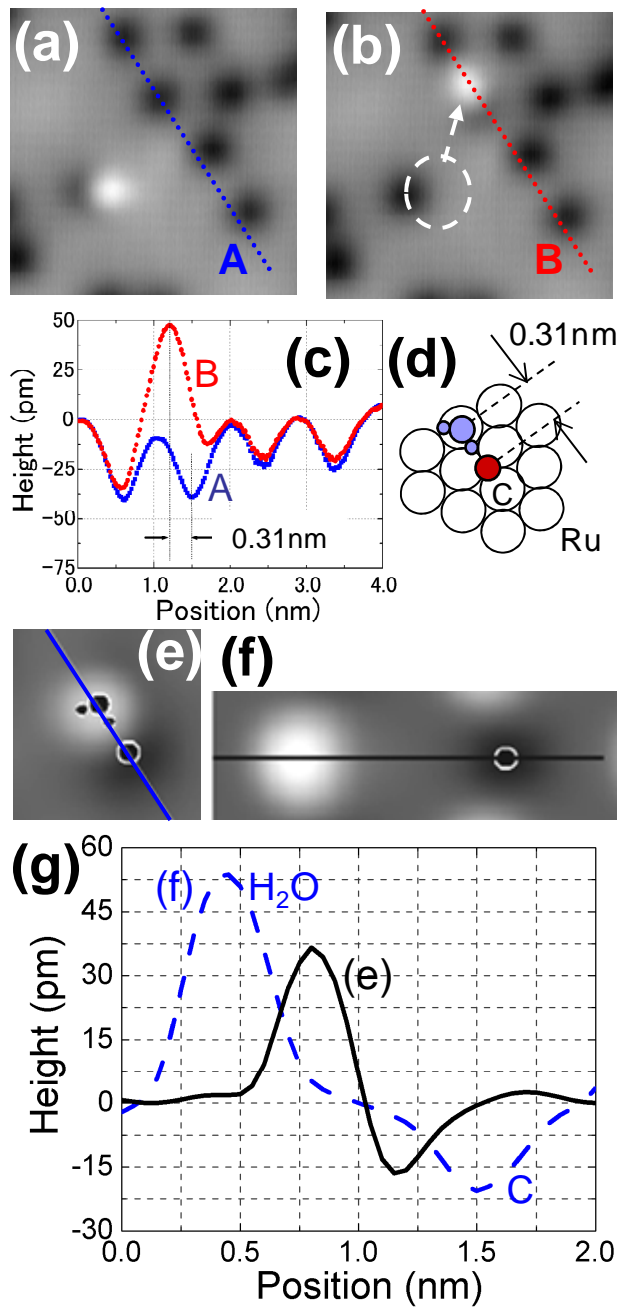 (a)
A
(b)
B
(c)
50
25
0
-25
-50
-75
Height (pm)
B
A
0.31nm
0.0 1.0 2.0 3.0 4.0
Position (nm)
(d)
0.31nm
C
Ru
(e)
(f)
(g)
60
45
30
15
0
-15
-30
Height (pm)
(f) H₂O
(e)
C
0.0 0.5 1.0 1.5 2.0
Position (nm)